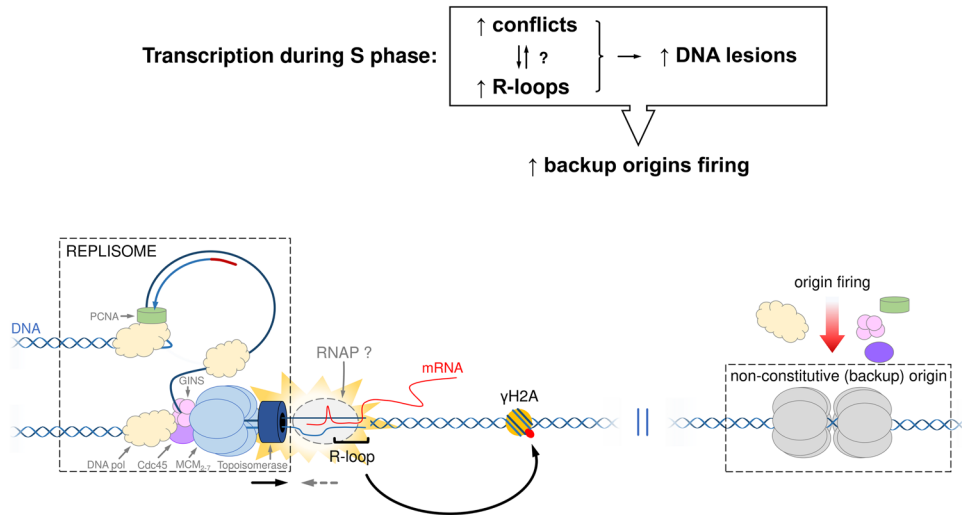 ↑ conflicts
Transcription during S phase:
?
↑ DNA lesions
↑ R-loops
↑ backup origins firing
REPLISOME
origin firing
PCNA
DNA
RNAP ?
mRNA
GINS
non-constitutive (backup) origin
γH2A
R-loop
DNA pol
Cdc45
MCM2-7
Topoisomerase